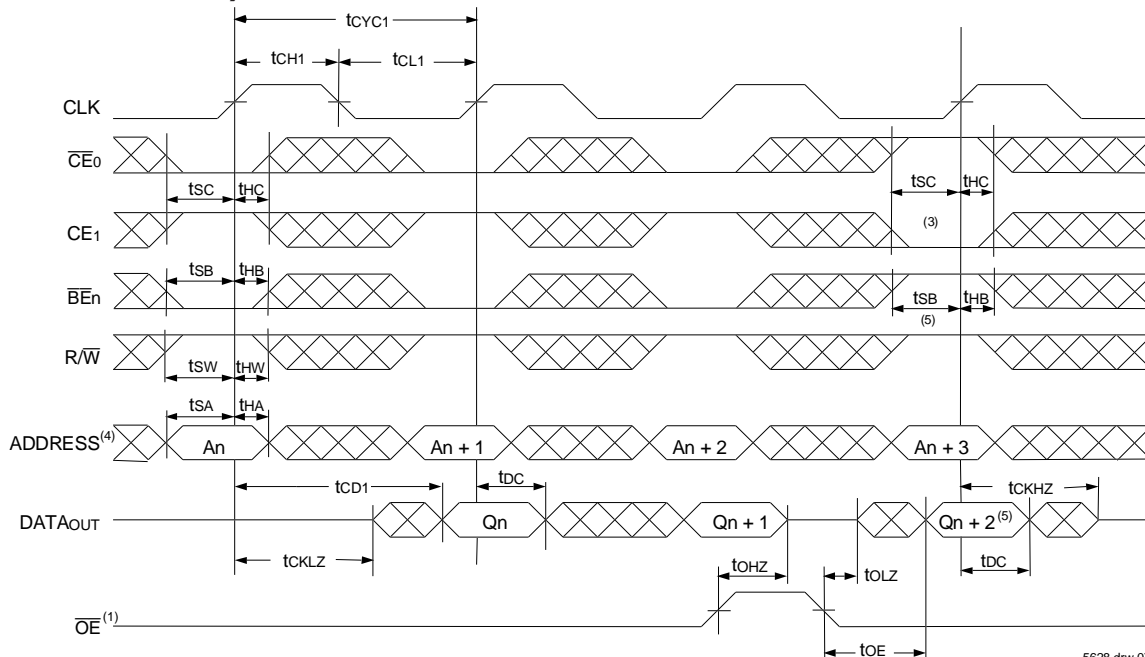 tCYC1
tCH1 tCL1
CLK
CE0
tSC tHC tSC tHC
CE1 (3)
tSB tHB
BEn tSB tHB
(5)
R/W
tSW tHW
tSA tHA
ADDRESS(4) An An + 1 An + 2 An + 3
tCD1 tDC tCKHZ
DATAOUT Qn Qn + 1 Qn + 2(5)
tCKLZ tOHZ tOLZ tDC
OE(1)
tOE